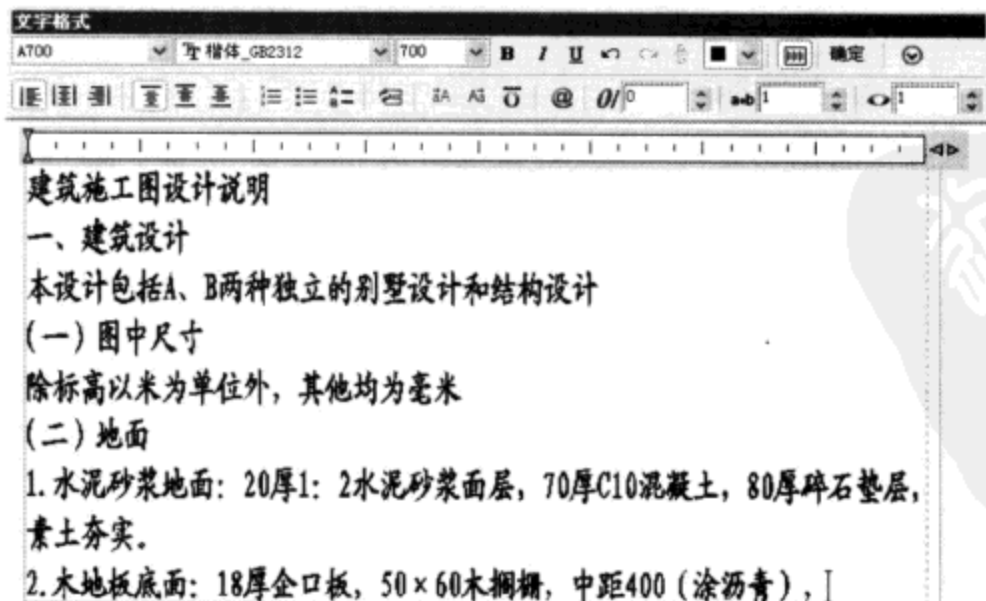 文字格式
A700 楷体_GB2312 700 B I U 确定
@ 0/ 0 a•b 1 1
建筑施工图设计说明
一、建筑设计
本设计包括A、B两种独立的别墅设计和结构设计
(一)图中尺寸
除标高以米为单位外，其他均为毫米
(二)地面
1.水泥砂浆地面：20厚1：2水泥砂浆面层，70厚C10混凝土，80厚碎石垫层，
素土夯实。
2.木地板底面：18厚企口板，50×60木搁栅，中距400（涂沥青），